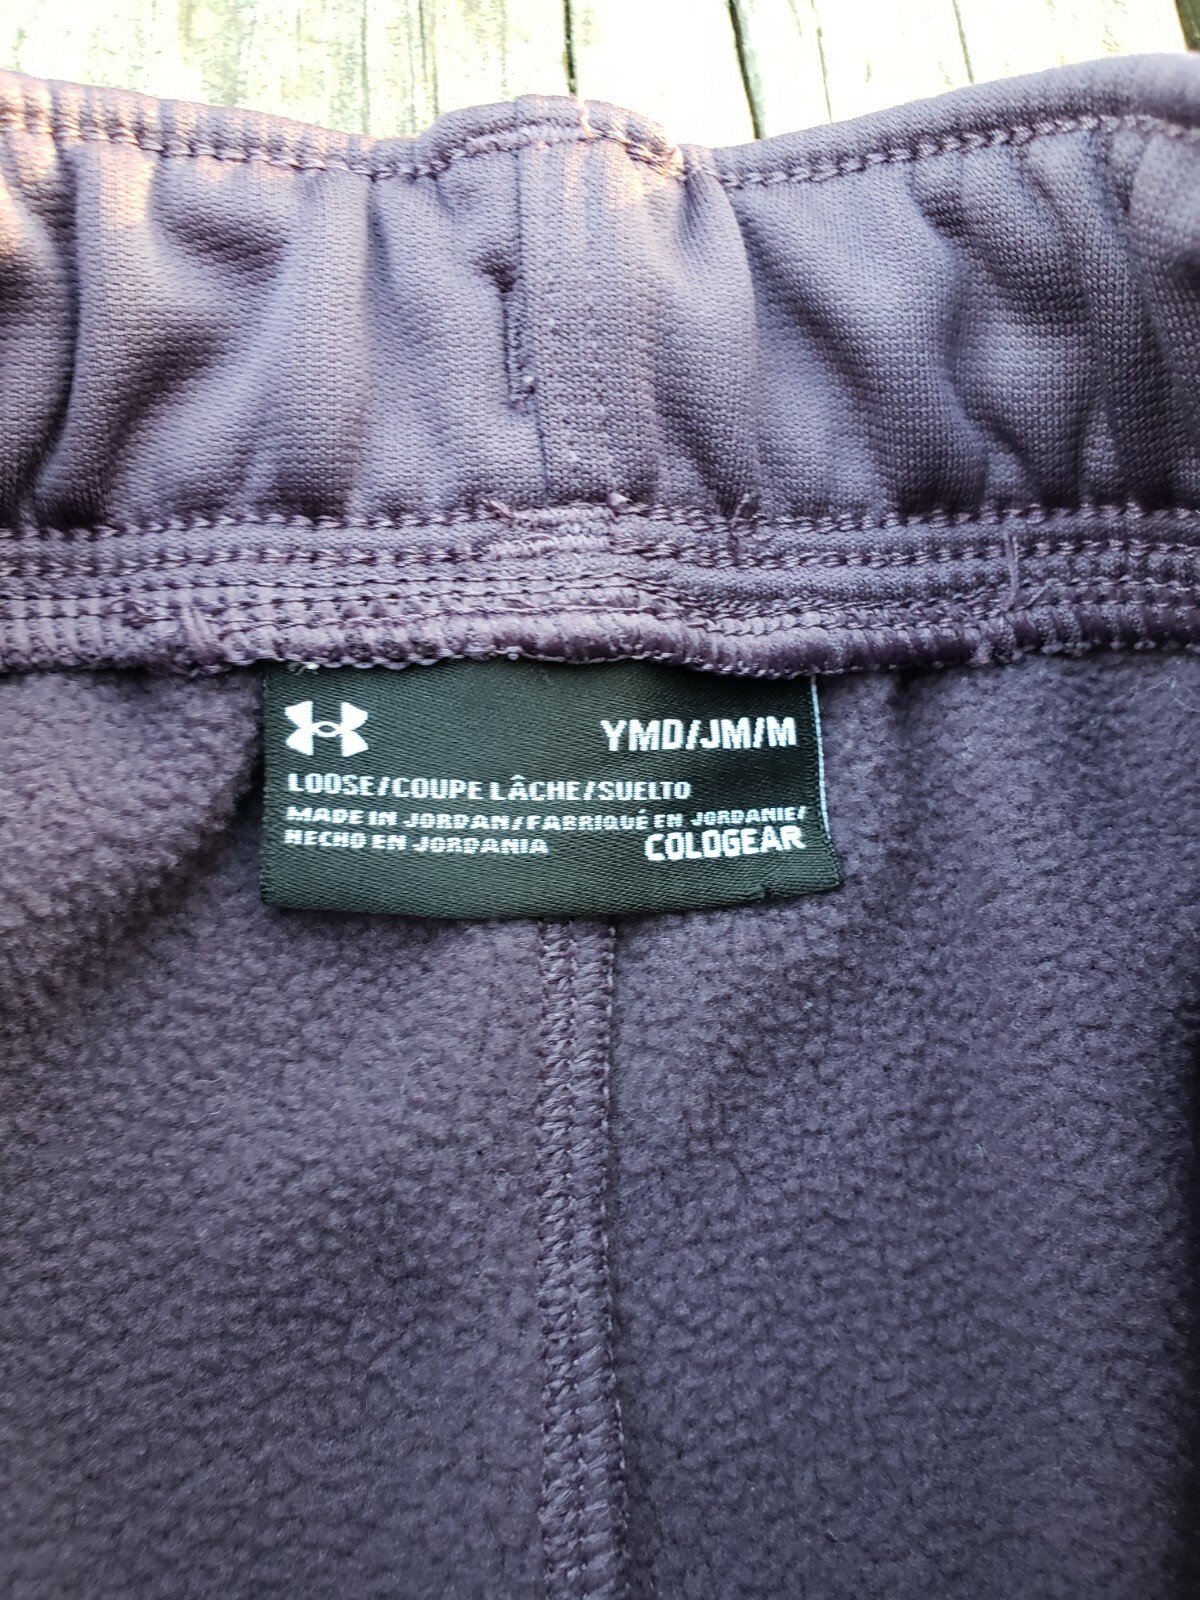 YMD/JM/M
LOOSE/COUPE LÂCHE/SUELTO
MADE IN JORDAN/FABRIQUÉ EN JORDANIE/
HECHO EN JORDANIA
COLDGEAR